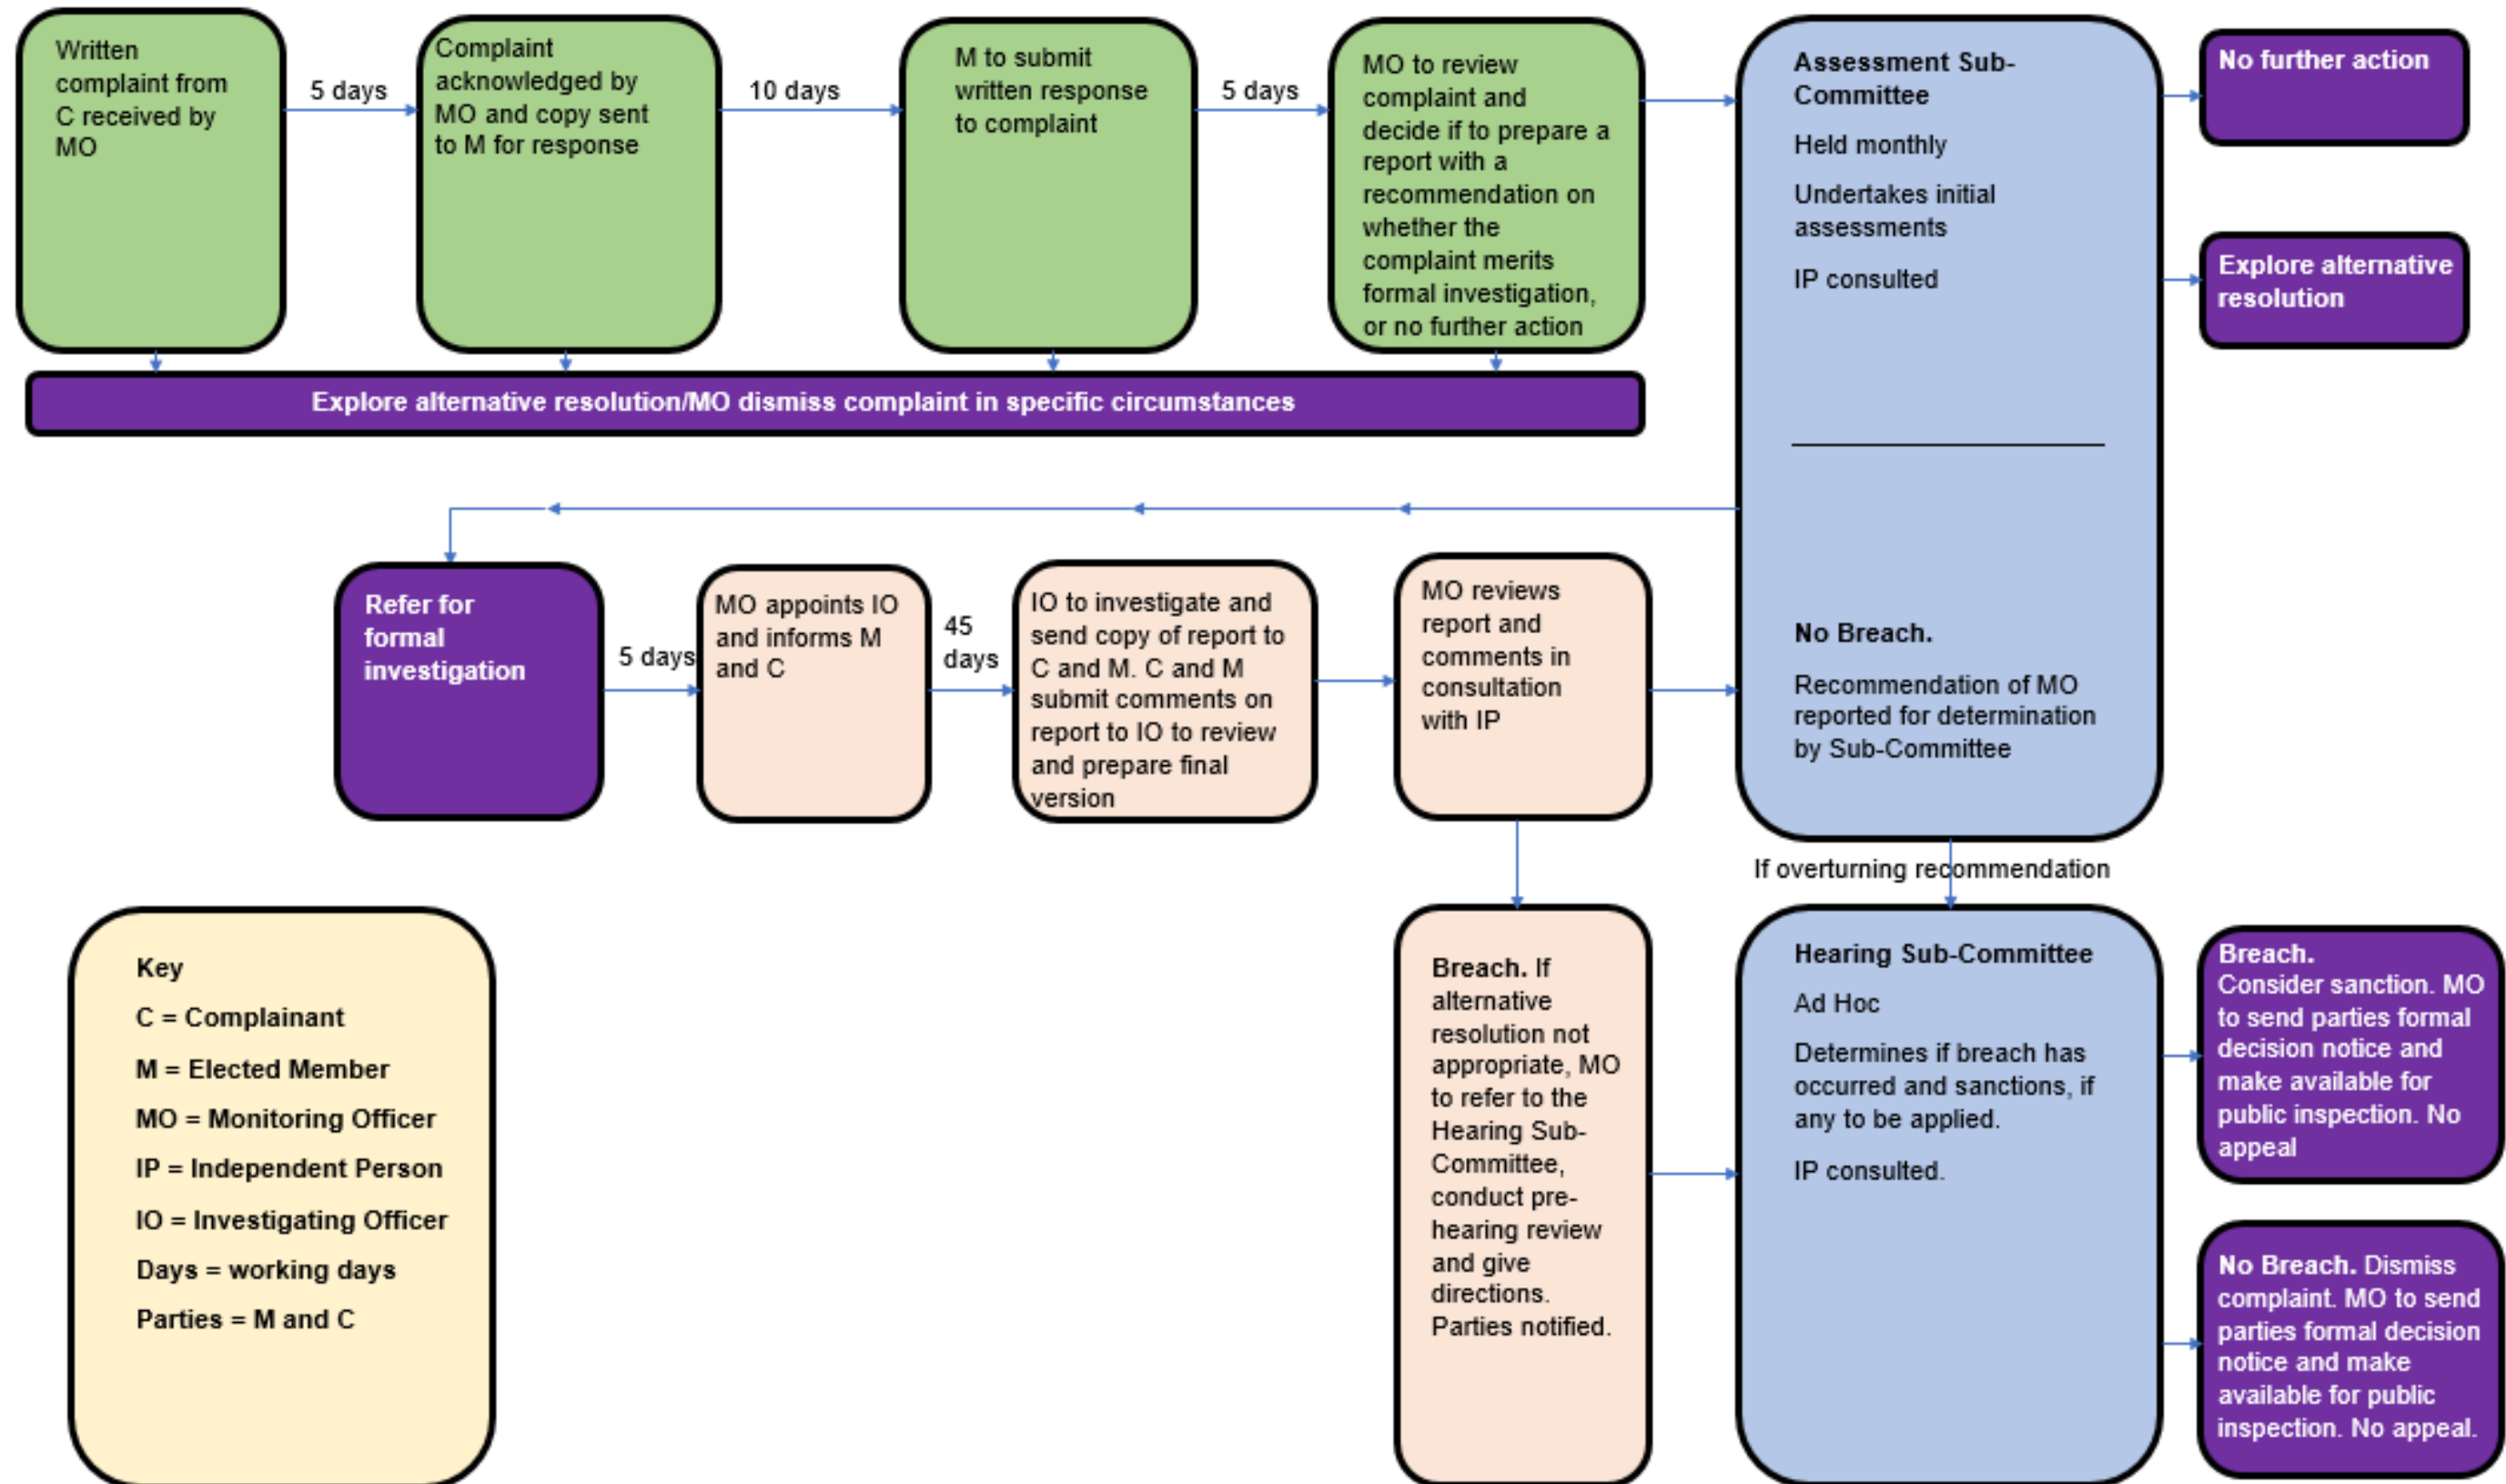 Written
complaint from
C received by
MO
5 days
Complaint
acknowledged by
MO and copy sent
to M for response
10 days
M to submit
written response
to complaint
5 days
MO to review
complaint and
decide if to prepare a
report with a
recommendation on
whether the
complaint merits
formal investigation,
or no further action
Assessment Sub-
Committee
Held monthly
Undertakes initial
assessments
IP consulted
No further action
Explore alternative
resolution
Explore alternative resolution/MO dismiss complaint in specific circumstances
Refer for
formal
investigation
5 days
MO appoints IO
and informs M
and C
45
days
IO to investigate and
send copy of report to
C and M. C and M
submit comments on
report to IO to review
and prepare final
version
MO reviews
report and
comments in
consultation
with IP
No Breach.
Recommendation of MO
reported for determination
by Sub-Committee
If overturning recommendation
Key
C = Complainant
M = Elected Member
MO = Monitoring Officer
IP = Independent Person
IO = Investigating Officer
Days = working days
Parties = M and C
Breach. If
alternative
resolution not
appropriate, MO
to refer to the
Hearing Sub-
Committee,
conduct pre-
hearing review
and give
directions.
Parties notified.
Hearing Sub-Committee
Ad Hoc
Determines if breach has
occurred and sanctions, if
any to be applied.
IP consulted.
Breach.
Consider sanction. MO
to send parties formal
decision notice and
make available for
public inspection. No
appeal
No Breach. Dismiss
complaint. MO to send
parties formal decision
notice and make
available for public
inspection. No appeal.